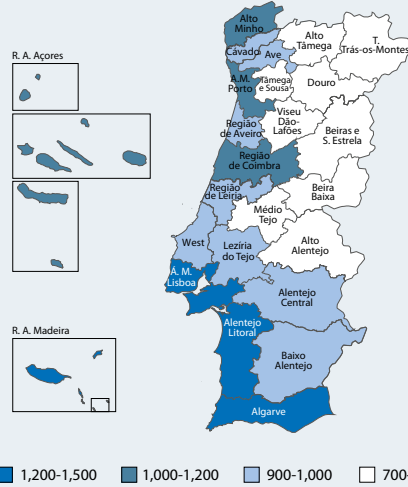 Alto
Minho
Alto
Tâmega
T.
Trás-os-Montes
Cávado
Ave
R. A. Açores
A.M.
Porto
Tâmega
e Sousa
Douro
Viseu
Dão-
Lafões
Região
de Aveiro
Beiras e
S. Estrela
Região
de Coimbra
Região
de Leiria
Beira
Baixa
Médio
Tejo
West
Lezíria
do Tejo
Alto
Alentejo
Á. M.
Lisboa
Alentejo
Central
R. A. Madeira
Alentejo
Litoral
Baixo
Alentejo
Algarve
1,200-1,500
1,000-1,200
900-1,000
700-